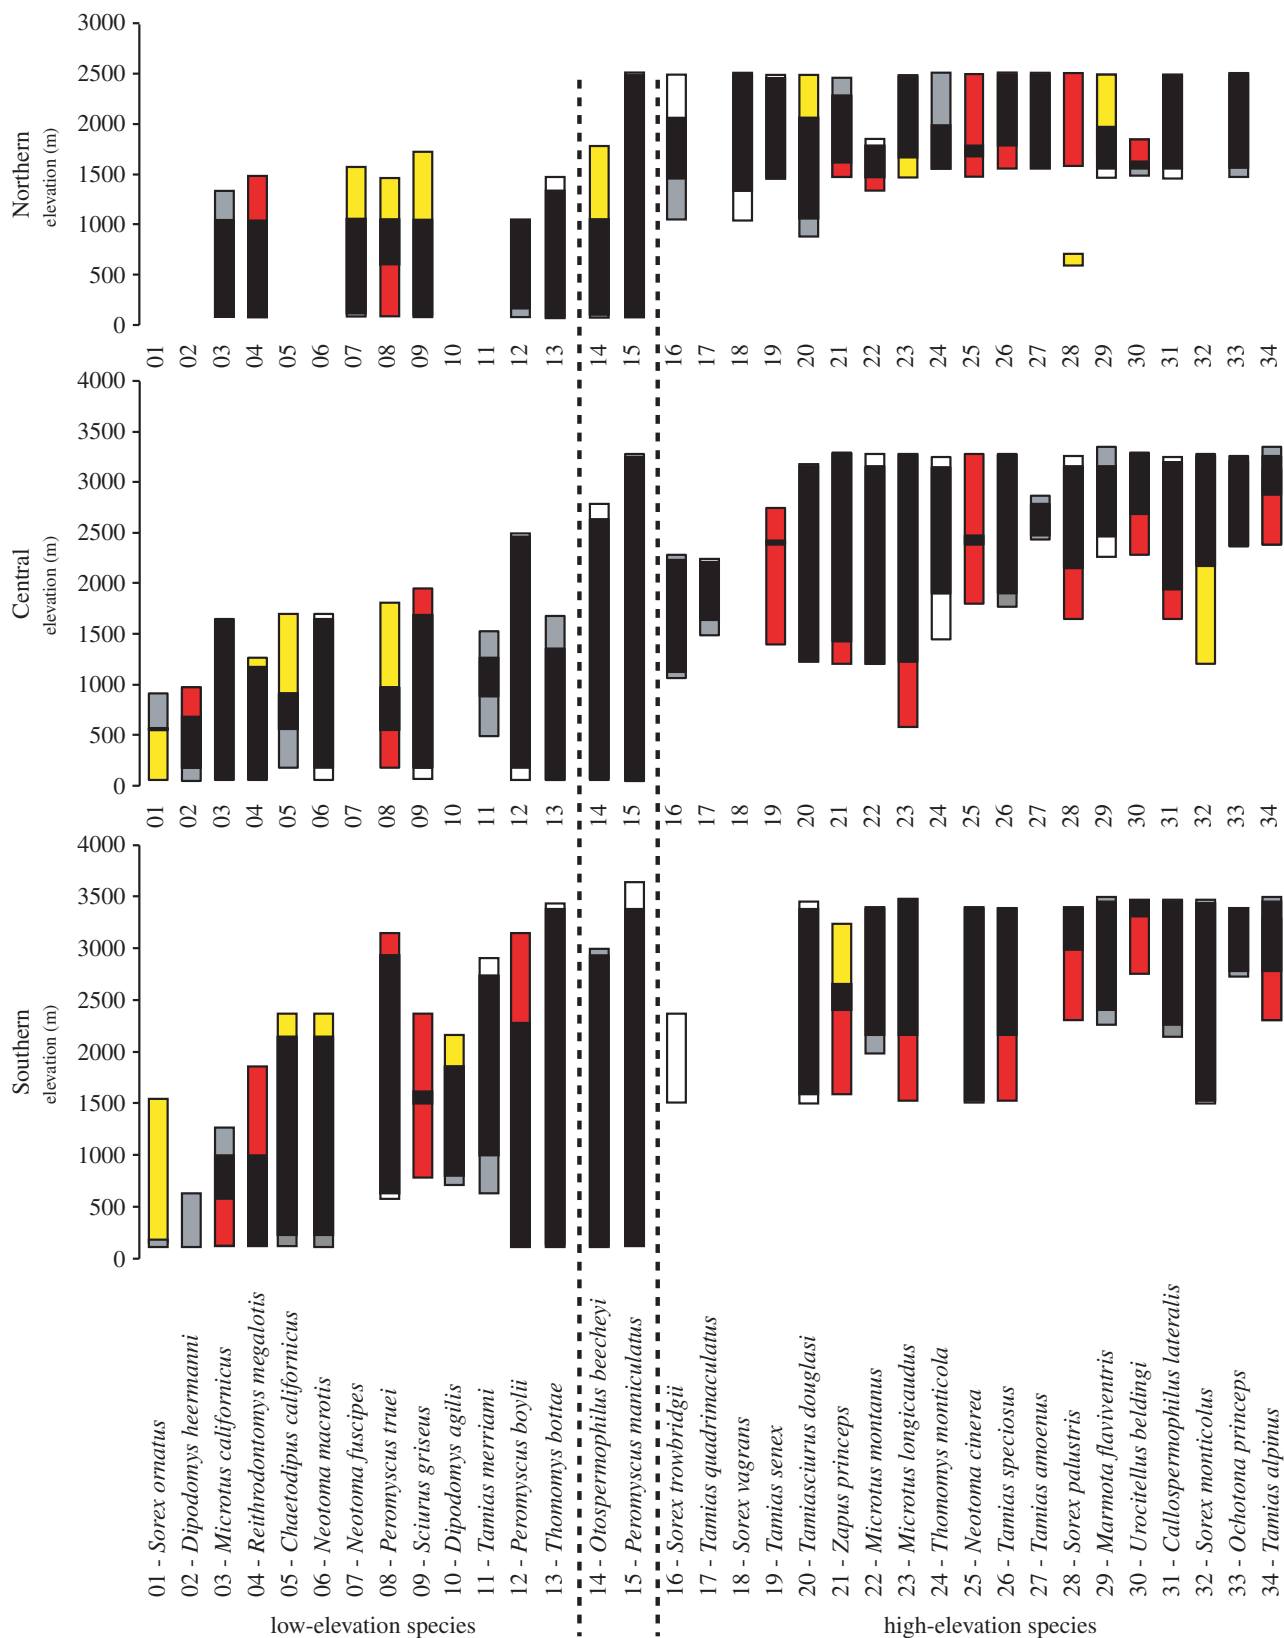 3000
2500
2000
1500
1000
500
0
Northern
elevation (m)
01 02 03 04 05 06 07 08 09 10 11 12 13 14 15 16 17 18 19 20 21 22 23 24 25 26 27 28 29 30 31 32 33 34
4000
3500
3000
2500
2000
1500
1000
500
0
Central
elevation (m)
01 02 03 04 05 06 07 08 09 10 11 12 13 14 15 16 17 18 19 20 21 22 23 24 25 26 27 28 29 30 31 32 33 34
4000
3500
3000
2500
2000
1500
1000
500
0
Southern
elevation (m)
01 - Sorex ornatus
02 - Dipodomys heermanni
03 - Microtus californicus
04 - Reithrodontomys megalotis
05 - Chaetodipus californicus
06 - Neotoma macrotis
07 - Neotoma fuscipes
08 - Peromyscus truei
09 - Sciurus griseus
10 - Dipodomys agilis
11 - Tamias merriami
12 - Peromyscus boylii
13 - Thomomys bottae
14 - Otospermophilus beecheyi
15 - Peromyscus maniculatus
16 - Sorex trowbridgii
17 - Tamias quadrimaculatus
18 - Sorex vagrans
19 - Tamias senex
20 - Tamiasciurus douglasi
21 - Zapus princeps
22 - Microtus montanus
23 - Microtus longicaudus
24 - Thomomys monticola
25 - Neotoma cinerea
26 - Tamias speciosus
27 - Tamias amoenus
28 - Sorex palustris
29 - Marmota flaviventris
30 - Urocitellus beldingi
31 - Callospermophilus lateralis
32 - Sorex monticolus
33 - Ochotona princeps
34 - Tamias alpinus
low-elevation species
high-elevation species